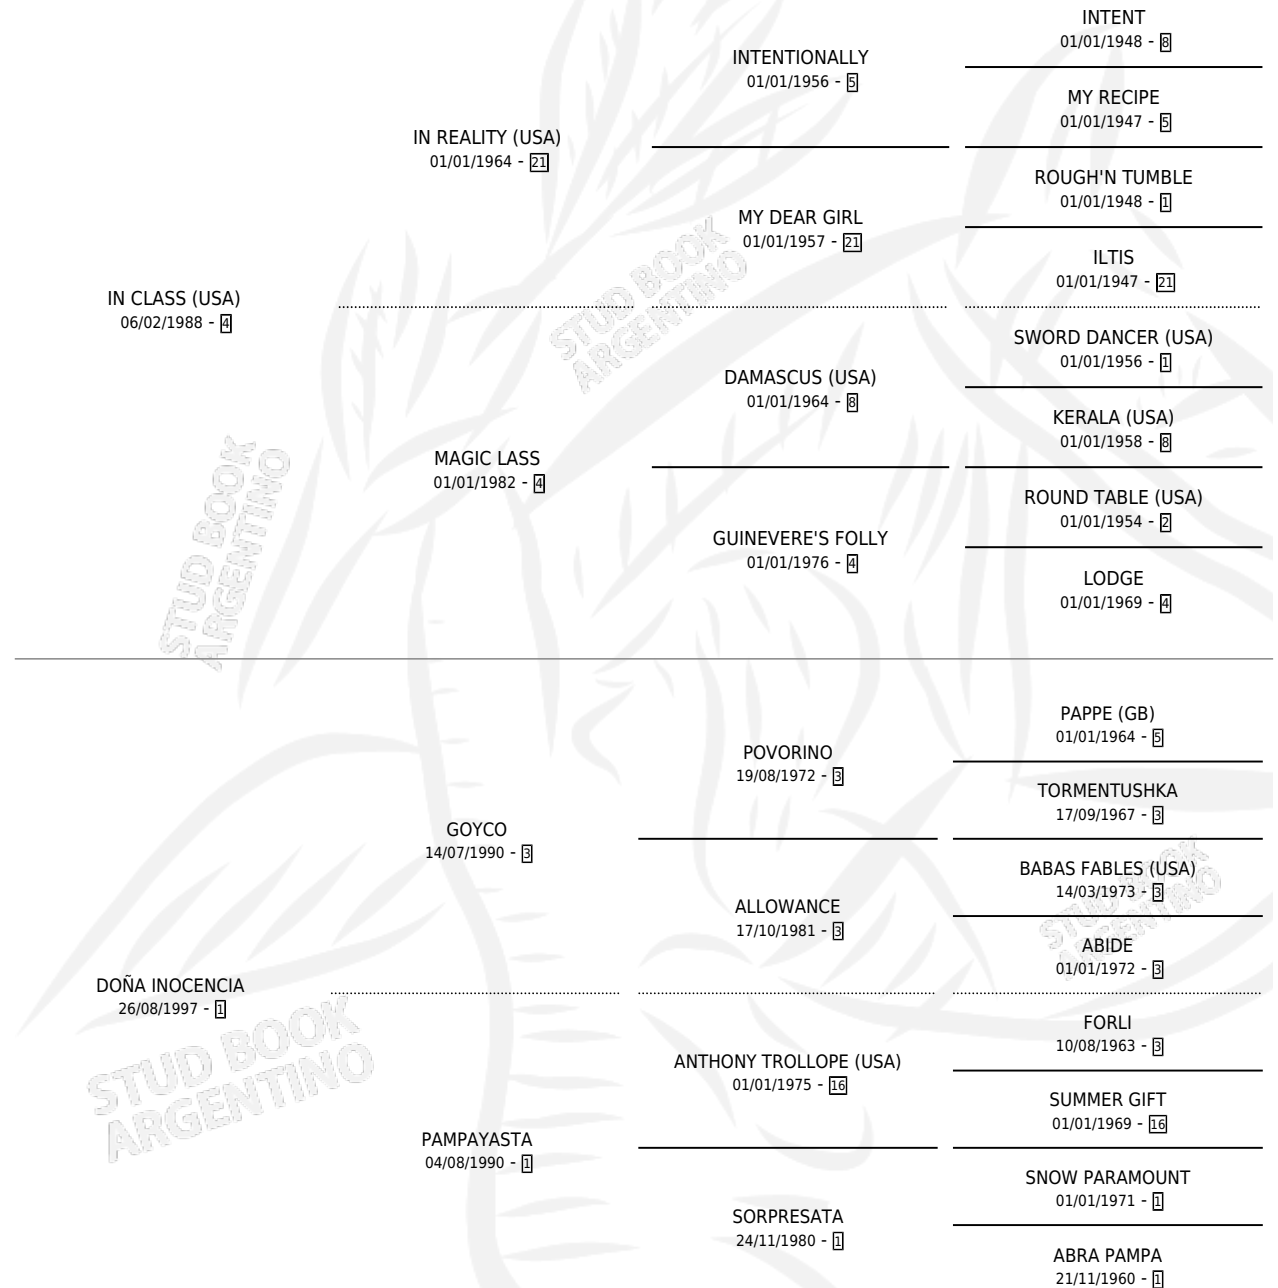 INTENT
01/01/1948 - 8
INTENTIONALLY
01/01/1956 - 5
MY RECIPE
01/01/1947 - 5
IN REALITY (USA)
01/01/1964 - 21
ROUGH'N TUMBLE
01/01/1948 - 1
MY DEAR GIRL
01/01/1957 - 21
ILTIS
01/01/1947 - 21
IN CLASS (USA)
06/02/1988 - 4
STUD BOOK
ARGENTINO
SWORD DANCER (USA)
01/01/1956 - 1
DAMASCUS (USA)
01/01/1964 - 8
KERALA (USA)
01/01/1958 - 8
MAGIC LASS
01/01/1982 - 4
ROUND TABLE (USA)
01/01/1954 - 2
GUINEVERE'S FOLLY
01/01/1976 - 4
LODGE
01/01/1969 - 4
STUD BOOK
ARGENTINO
PAPPE (GB)
01/01/1964 - 5
POVORINO
19/08/1972 - 3
TORMENTUSHKA
17/09/1967 - 3
GOYCO
14/07/1990 - 3
BABAS FABLES (USA)
14/03/1973 - 3
ALLOWANCE
17/10/1981 - 3
ABIDE
01/01/1972 - 3
STUD BOOK
ARGENTINO
DOÑA INOCENCIA
26/08/1997 - 1
FORLI
10/08/1963 - 3
ANTHONY TROLLOPE (USA)
01/01/1975 - 16
SUMMER GIFT
01/01/1969 - 16
STUD BOOK
ARGENTINO
PAMPAYASTA
04/08/1990 - 1
SNOW PARAMOUNT
01/01/1971 - 1
SORPRESATA
24/11/1980 - 1
ABRA PAMPA
21/11/1960 - 1